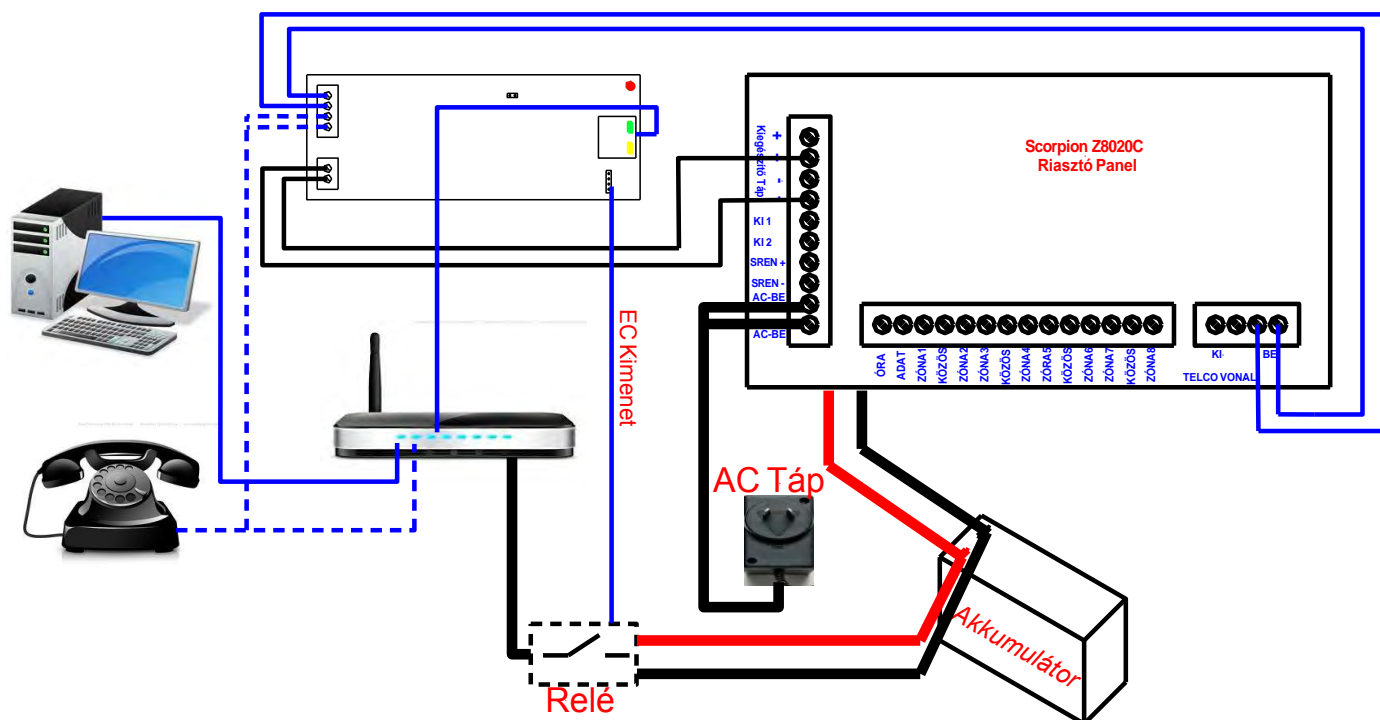 Scorpion Z8020C
Riasztó Panel
Kiegészítő Táp
+
+
-
-
KI 1
KI 2
SREN +
SREN -
AC-BE
AC-BE
ÓRA
ADAT
ZÓNA1
KÖZÖS
ZÓNA2
ZÓNA3
KÖZÖS
ZÓNA4
ZÓRA5
KÖZÖS
ZÓNA6
ZÓNA7
KÖZÖS
ZÓNA8
KI
BE
TELCO VONAL
EC Kimenet
AC Táp
Akkumulátor
Relé